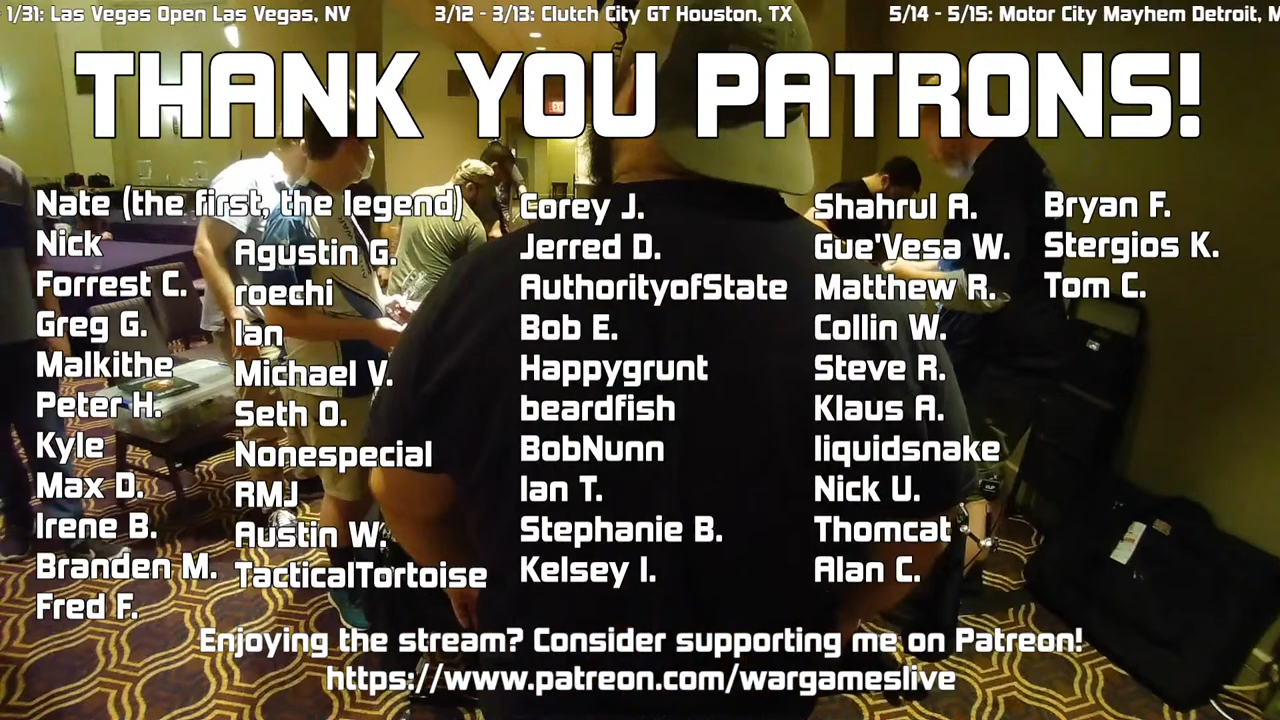 1/31: Las Vegas Open Las Vegas, NV
3/12 - 3/13: Clutch City GT Houston, TX
5/14 - 5/15: Motor City Mayhem Detroit, M
THANK YOU PATRONS!
Nate (the first, the legend)
Nick
Forrest C.
Greg G.
Malkithe
Peter H.
Kyle
Max D.
Irene B.
Branden M.
Fred F.
Agustin G.
roechi
Ian
Michael V.
Seth O.
Nonespecial
RMJ
Austin W.
TacticalTortoise
Corey J.
Jerred D.
AuthorityofState
Bob E.
Happygrunt
beardfish
BobNunn
Ian T.
Stephanie B.
Kelsey I.
Shahrul A.
Gue'Vesa W.
Matthew R.
Collin W.
Steve R.
Klaus A.
liquidsnake
Nick U.
Thomcat
Alan C.
Bryan F.
Stergios K.
Tom C.
Enjoying the stream? Consider supporting me on Patreon!
https://www.patreon.com/wargameslive